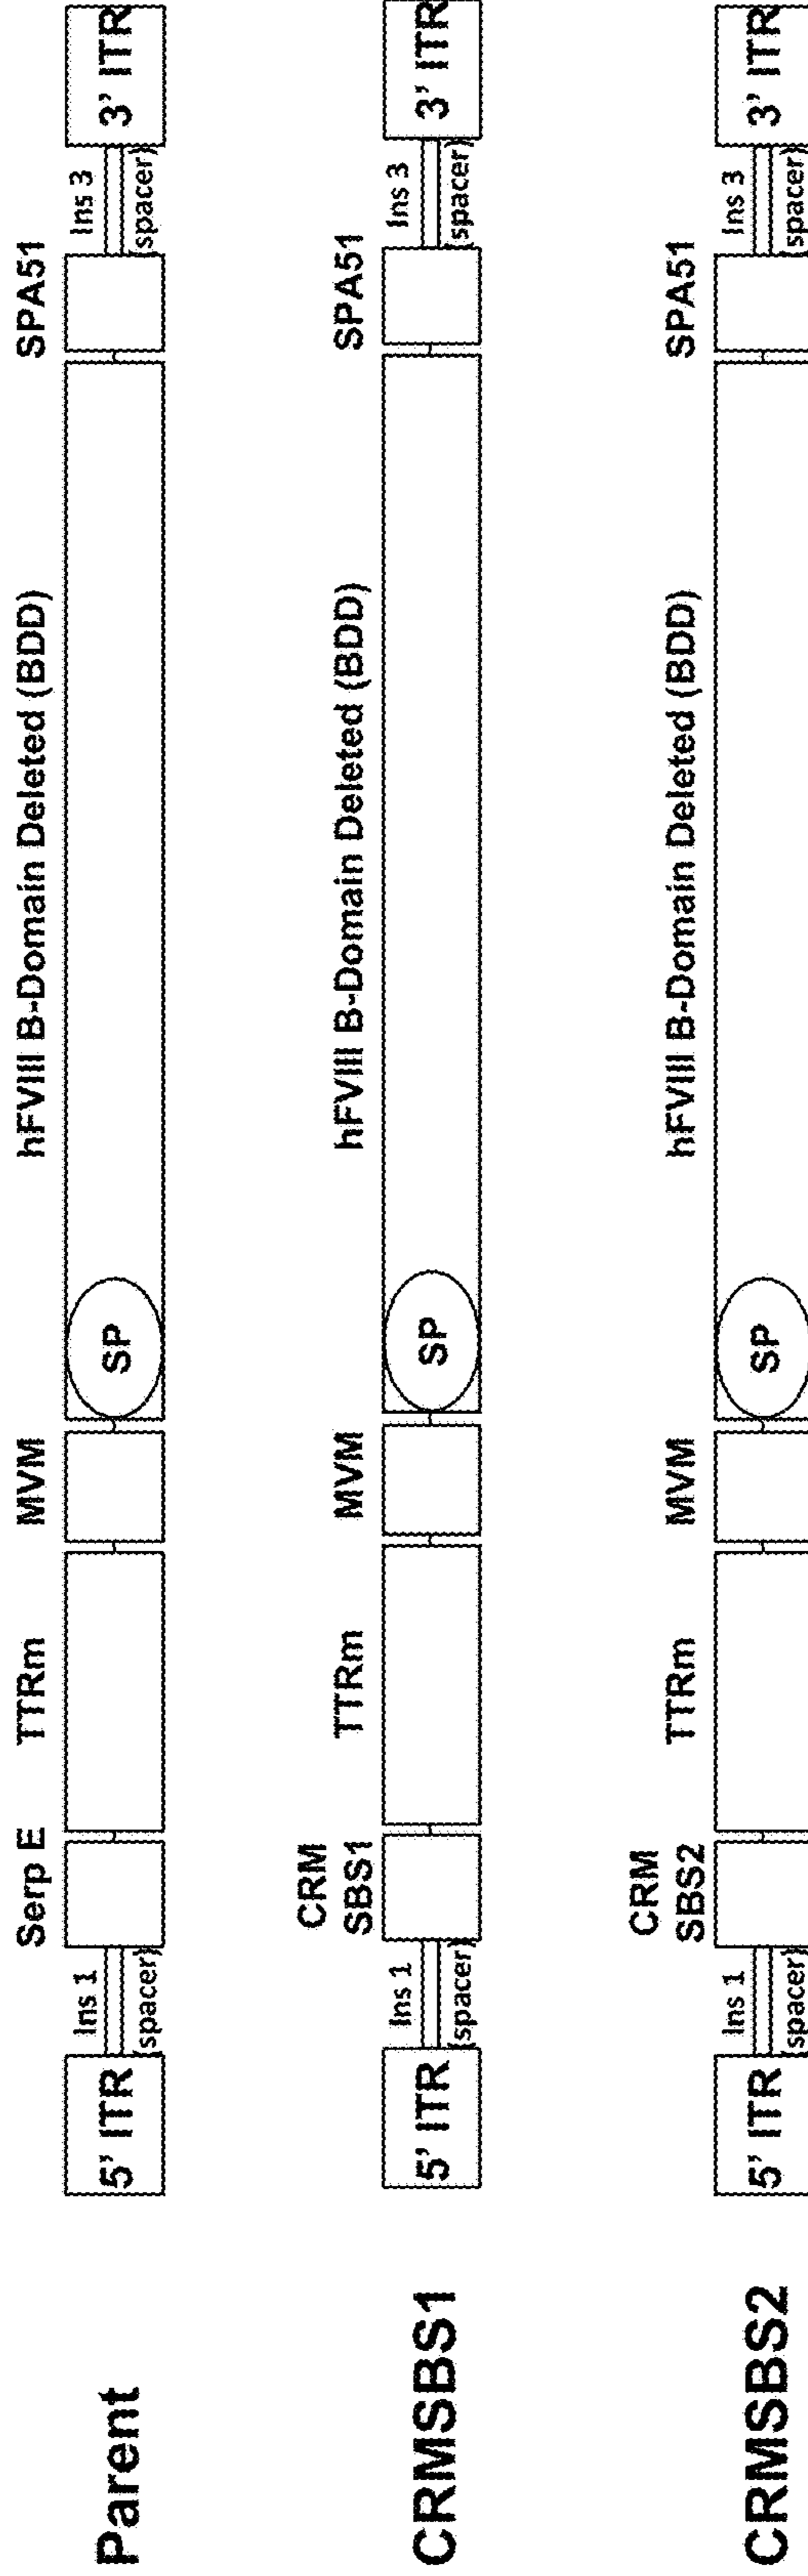 Serp E TTRm MVM hFVIII B-Domain Deleted (BDD) SPA51
Parent 5' ITR Ins 1 (spacer) SP Ins 3 (spacer) 3' ITR
CRM SBS1 TTRm MVM hFVIII B-Domain Deleted (BDD) SPA51
CRMSBS1 5' ITR Ins 1 (spacer) SP Ins 3 (spacer) 3' ITR
CRM SBS2 TTRm MVM hFVIII B-Domain Deleted (BDD) SPA51
CRMSBS2 5' ITR Ins 1 (spacer) SP Ins 3 (spacer) 3' ITR